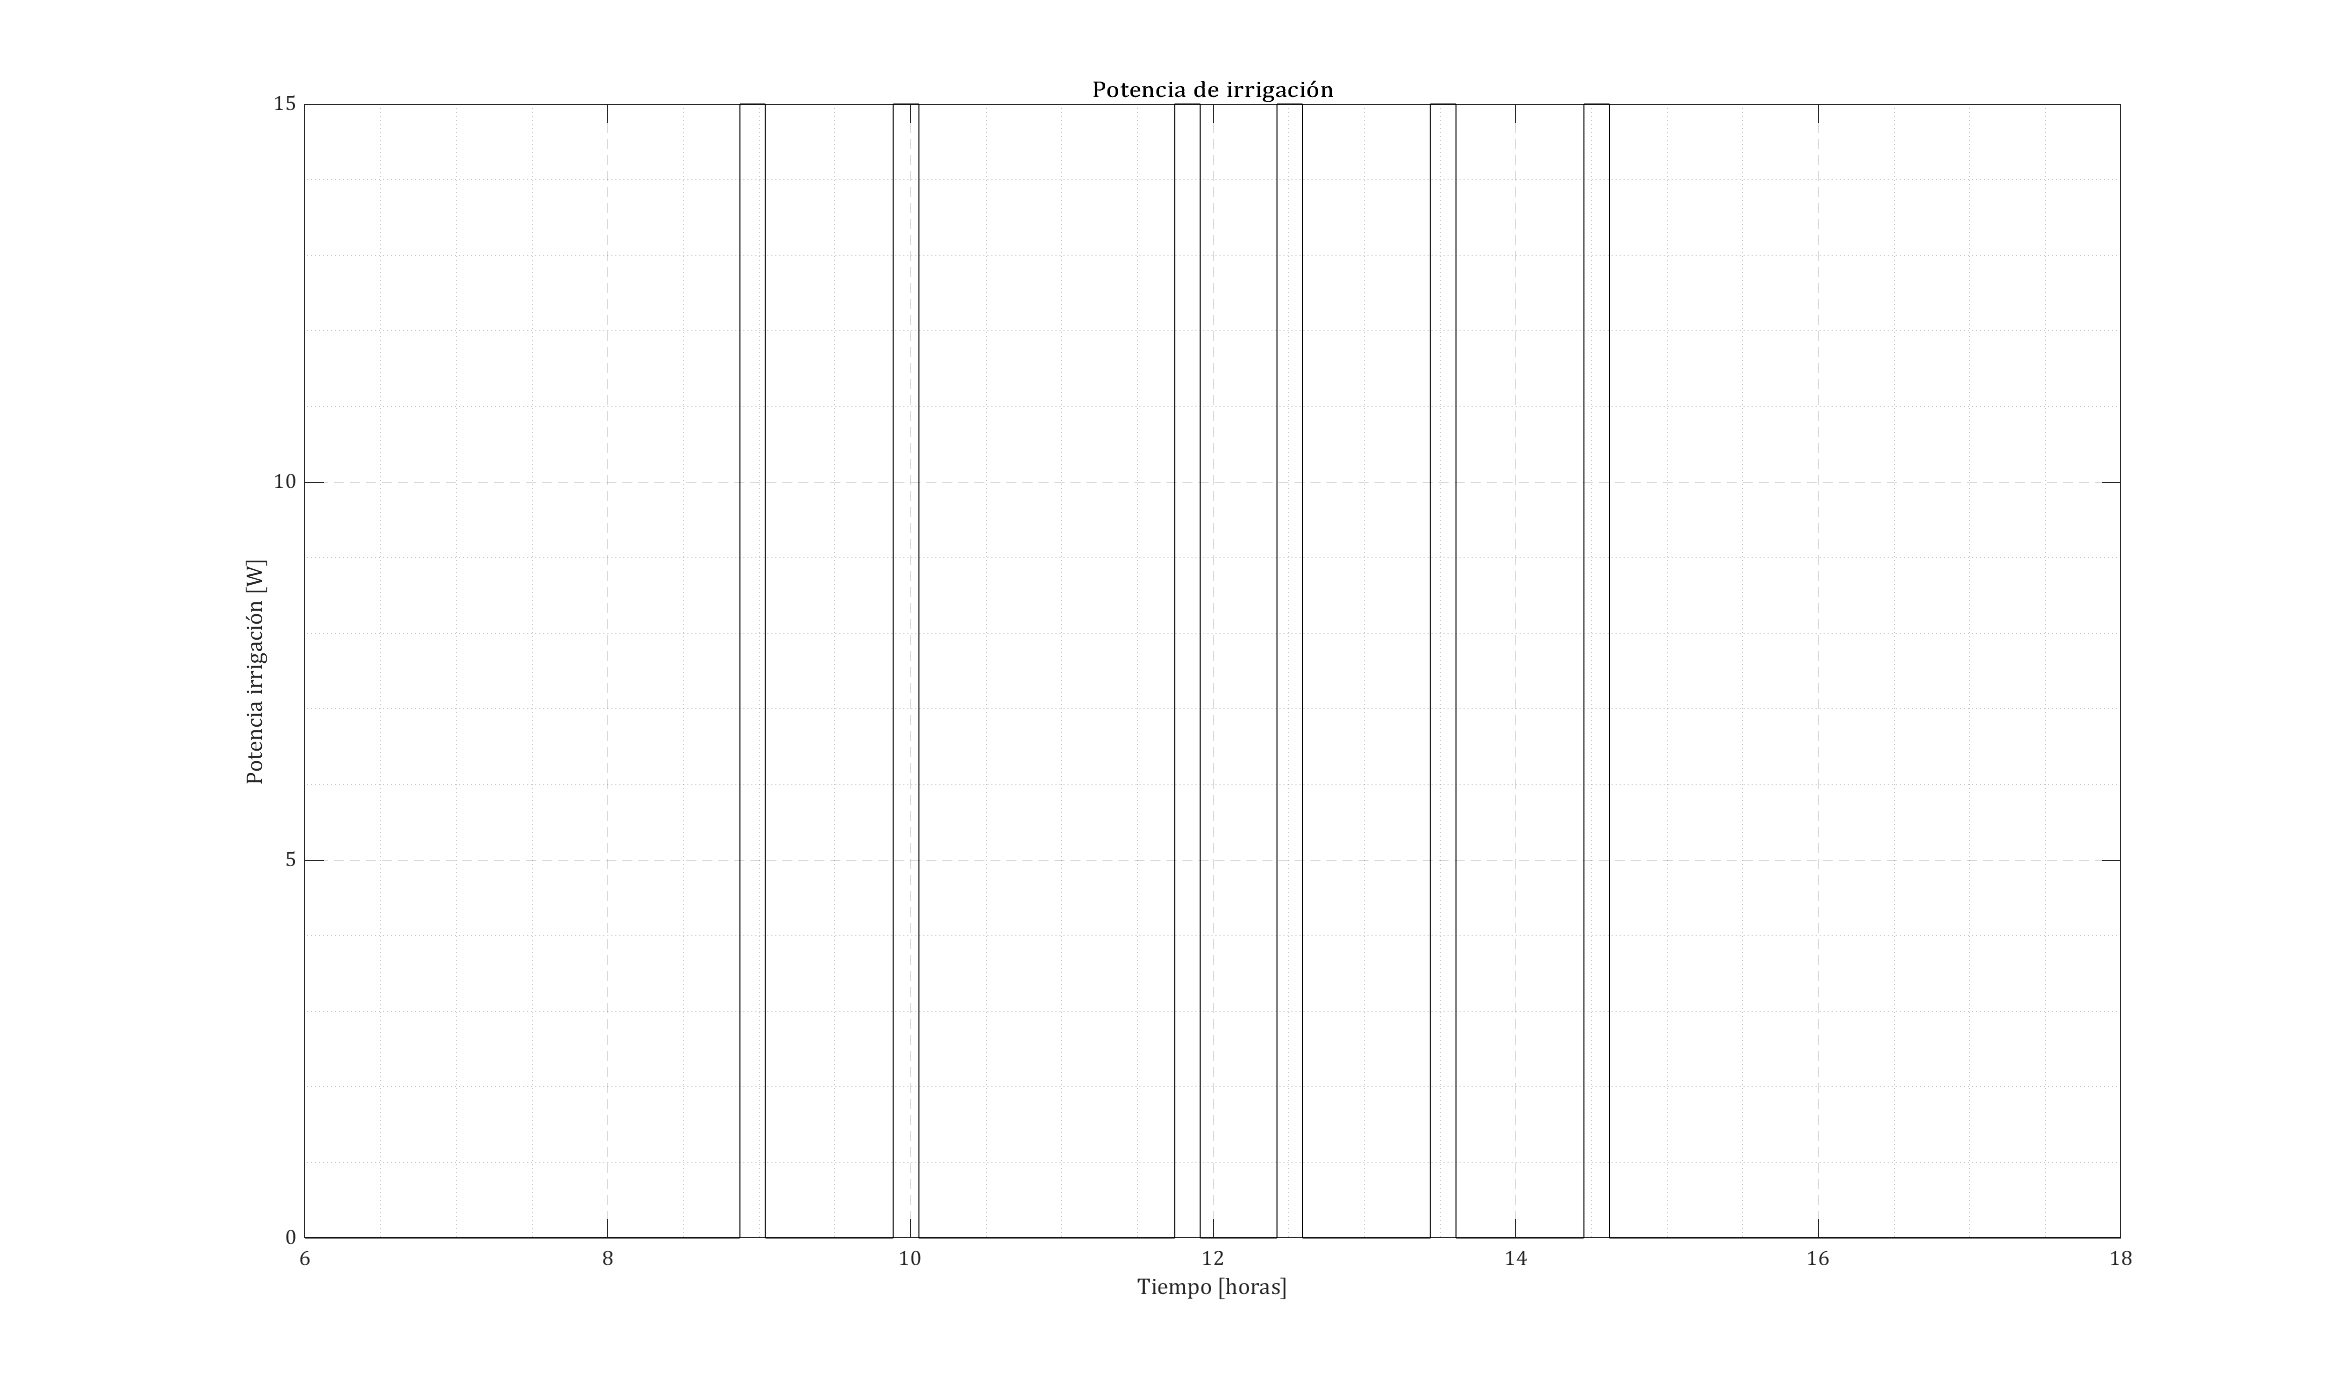 Potencia de irrigación
15
10
5
0
Potencia irrigación [W]
6 8 10 12 14 16 18
Tiempo [horas]